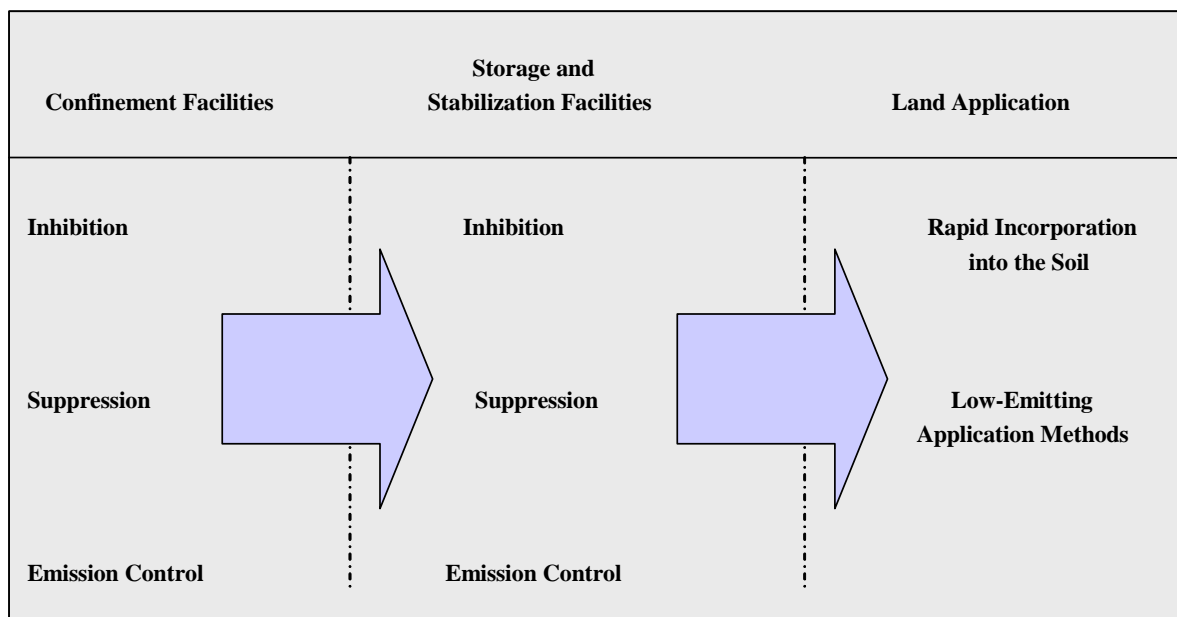 Confinement Facilities
Storage and
Stabilization Facilities
Land Application
Inhibition
Suppression
Emission Control
Inhibition
Suppression
Emission Control
Rapid Incorporation
into the Soil
Low-Emitting
Application Methods